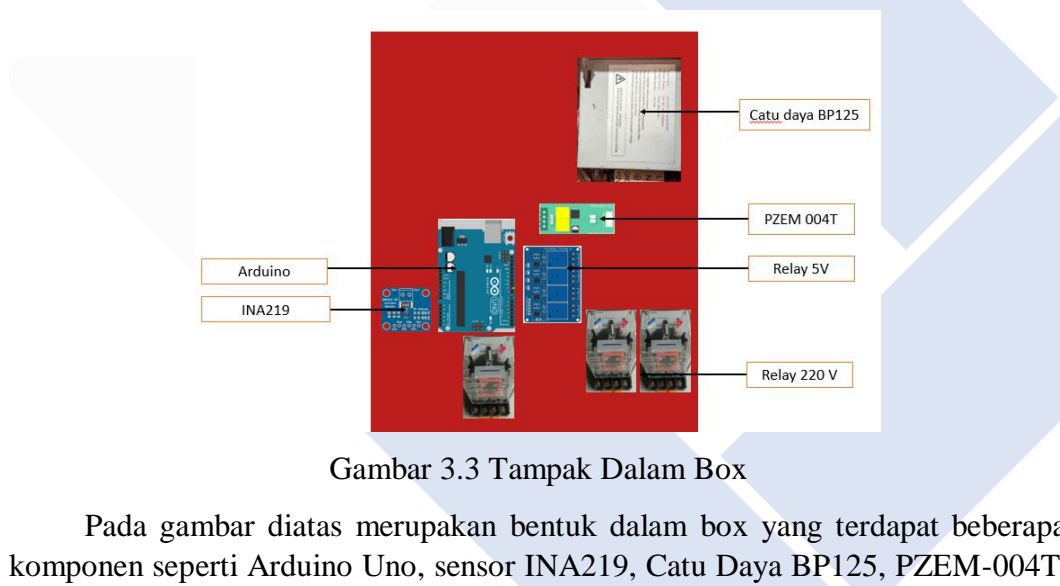 Catu daya BP125
PZEM 004T
Arduino
Relay 5V
INA219
Relay 220 V
Gambar 3.3 Tampak Dalam Box
Pada gambar diatas merupakan bentuk dalam box yang terdapat beberapa
komponen seperti Arduino Uno, sensor INA219, Catu Daya BP125, PZEM-004T